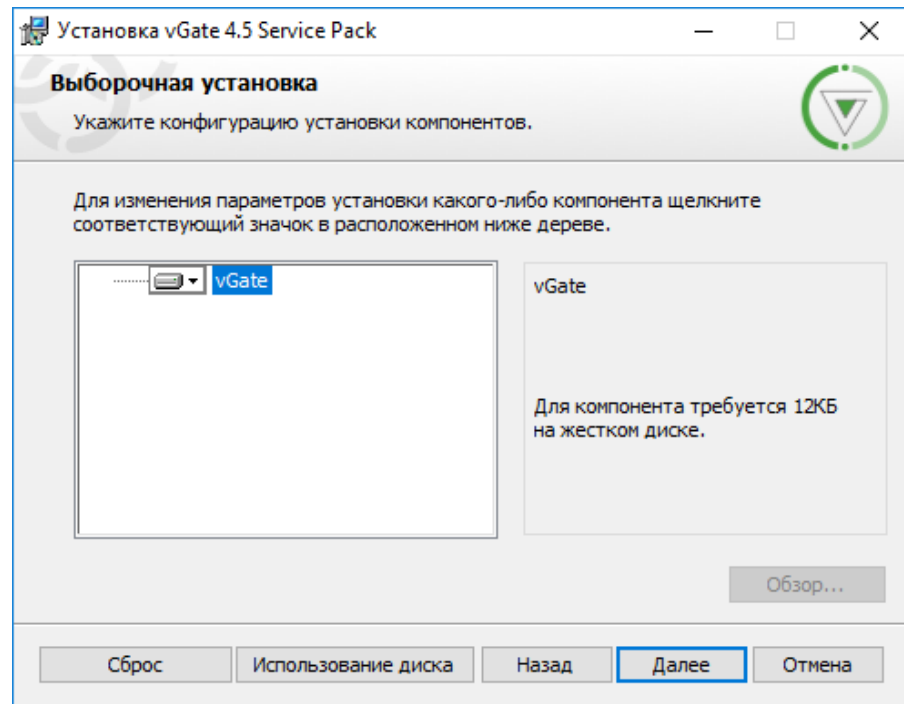 Установка vGate 4.5 Service Pack
Выборочная установка
Укажите конфигурацию установки компонентов.
Для изменения параметров установки какого-либо компонента щелкните
соответствующий значок в расположенном ниже дереве.
vGate
vGate
Для компонента требуется 12КБ
на жестком диске.
Обзор...
Сброс
Использование диска
Назад
Далее
Отмена